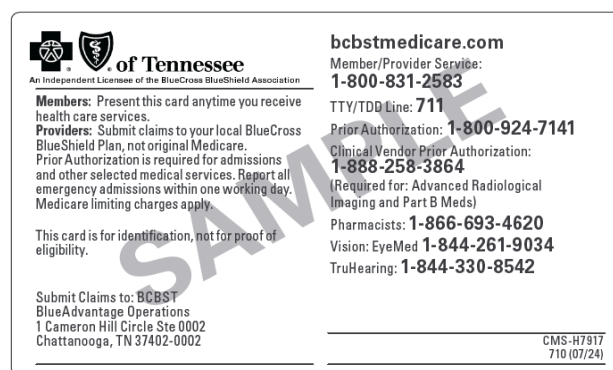 of Tennessee
An Independent Licensee of the BlueCross BlueShield Association
Members: Present this card anytime you receive
health care services.
Providers: Submit claims to your local BlueCross
BlueShield Plan, not original Medicare.
Prior Authorization is required for admissions
and other selected medical services. Report all
emergency admissions within one working day.
Medicare limiting charges apply.
This card is for identification, not for proof of
eligibility.
Submit Claims to: BCBST
BlueAdvantage Operations
1 Cameron Hill Circle Ste 0002
Chattanooga, TN 37402-0002
bcbstmedicare.com
Member/Provider Service:
1-800-831-2583
TTY/TDD Line: 711
Prior Authorization: 1-800-924-7141
Clinical Vendor Prior Authorization:
1-888-258-3864
(Required for: Advanced Radiological
Imaging and Part B Meds)
Pharmacists: 1-866-693-4620
Vision: EyeMed 1-844-261-9034
TruHearing: 1-844-330-8542
CMS-H7917
710 (07/24)
SAMPLE